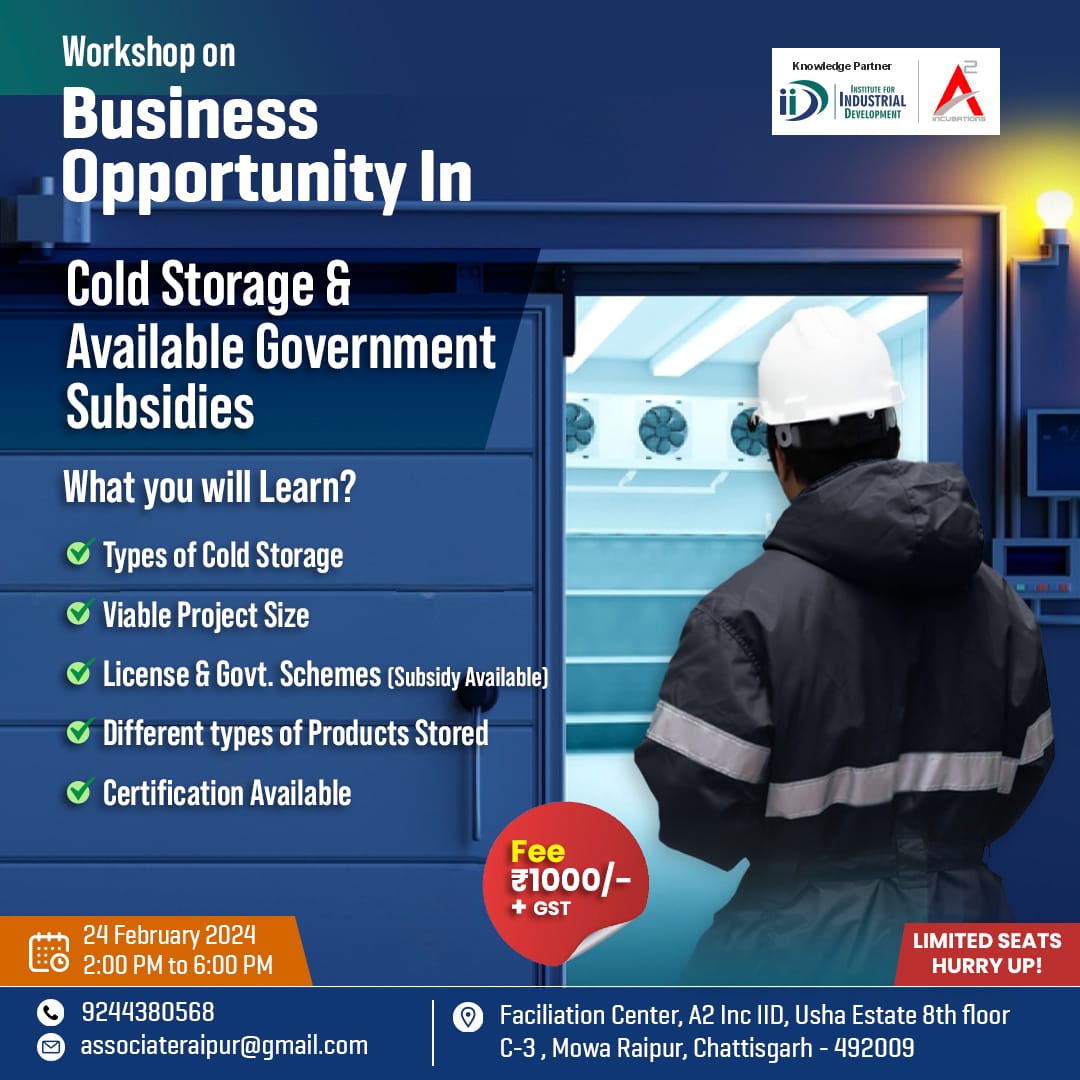 Workshop on
Business
Opportunity In
Knowledge Partner
iiD
INSTITUTE FOR
INDUSTRIAL
DEVELOPMENT
A2
INCUBATIONS
Cold Storage &
Available Government
Subsidies
What you will Learn?
Types of Cold Storage
Viable Project Size
License & Govt. Schemes (Subsidy Available)
Different types of Products Stored
Certification Available
Fee
₹1000/-
+ GST
24 February 2024
2:00 PM to 6:00 PM
LIMITED SEATS
HURRY UP!
9244380568
associateraipur@gmail.com
Faciliation Center, A2 Inc IID, Usha Estate 8th floor
C-3 , Mowa Raipur, Chattisgarh - 492009